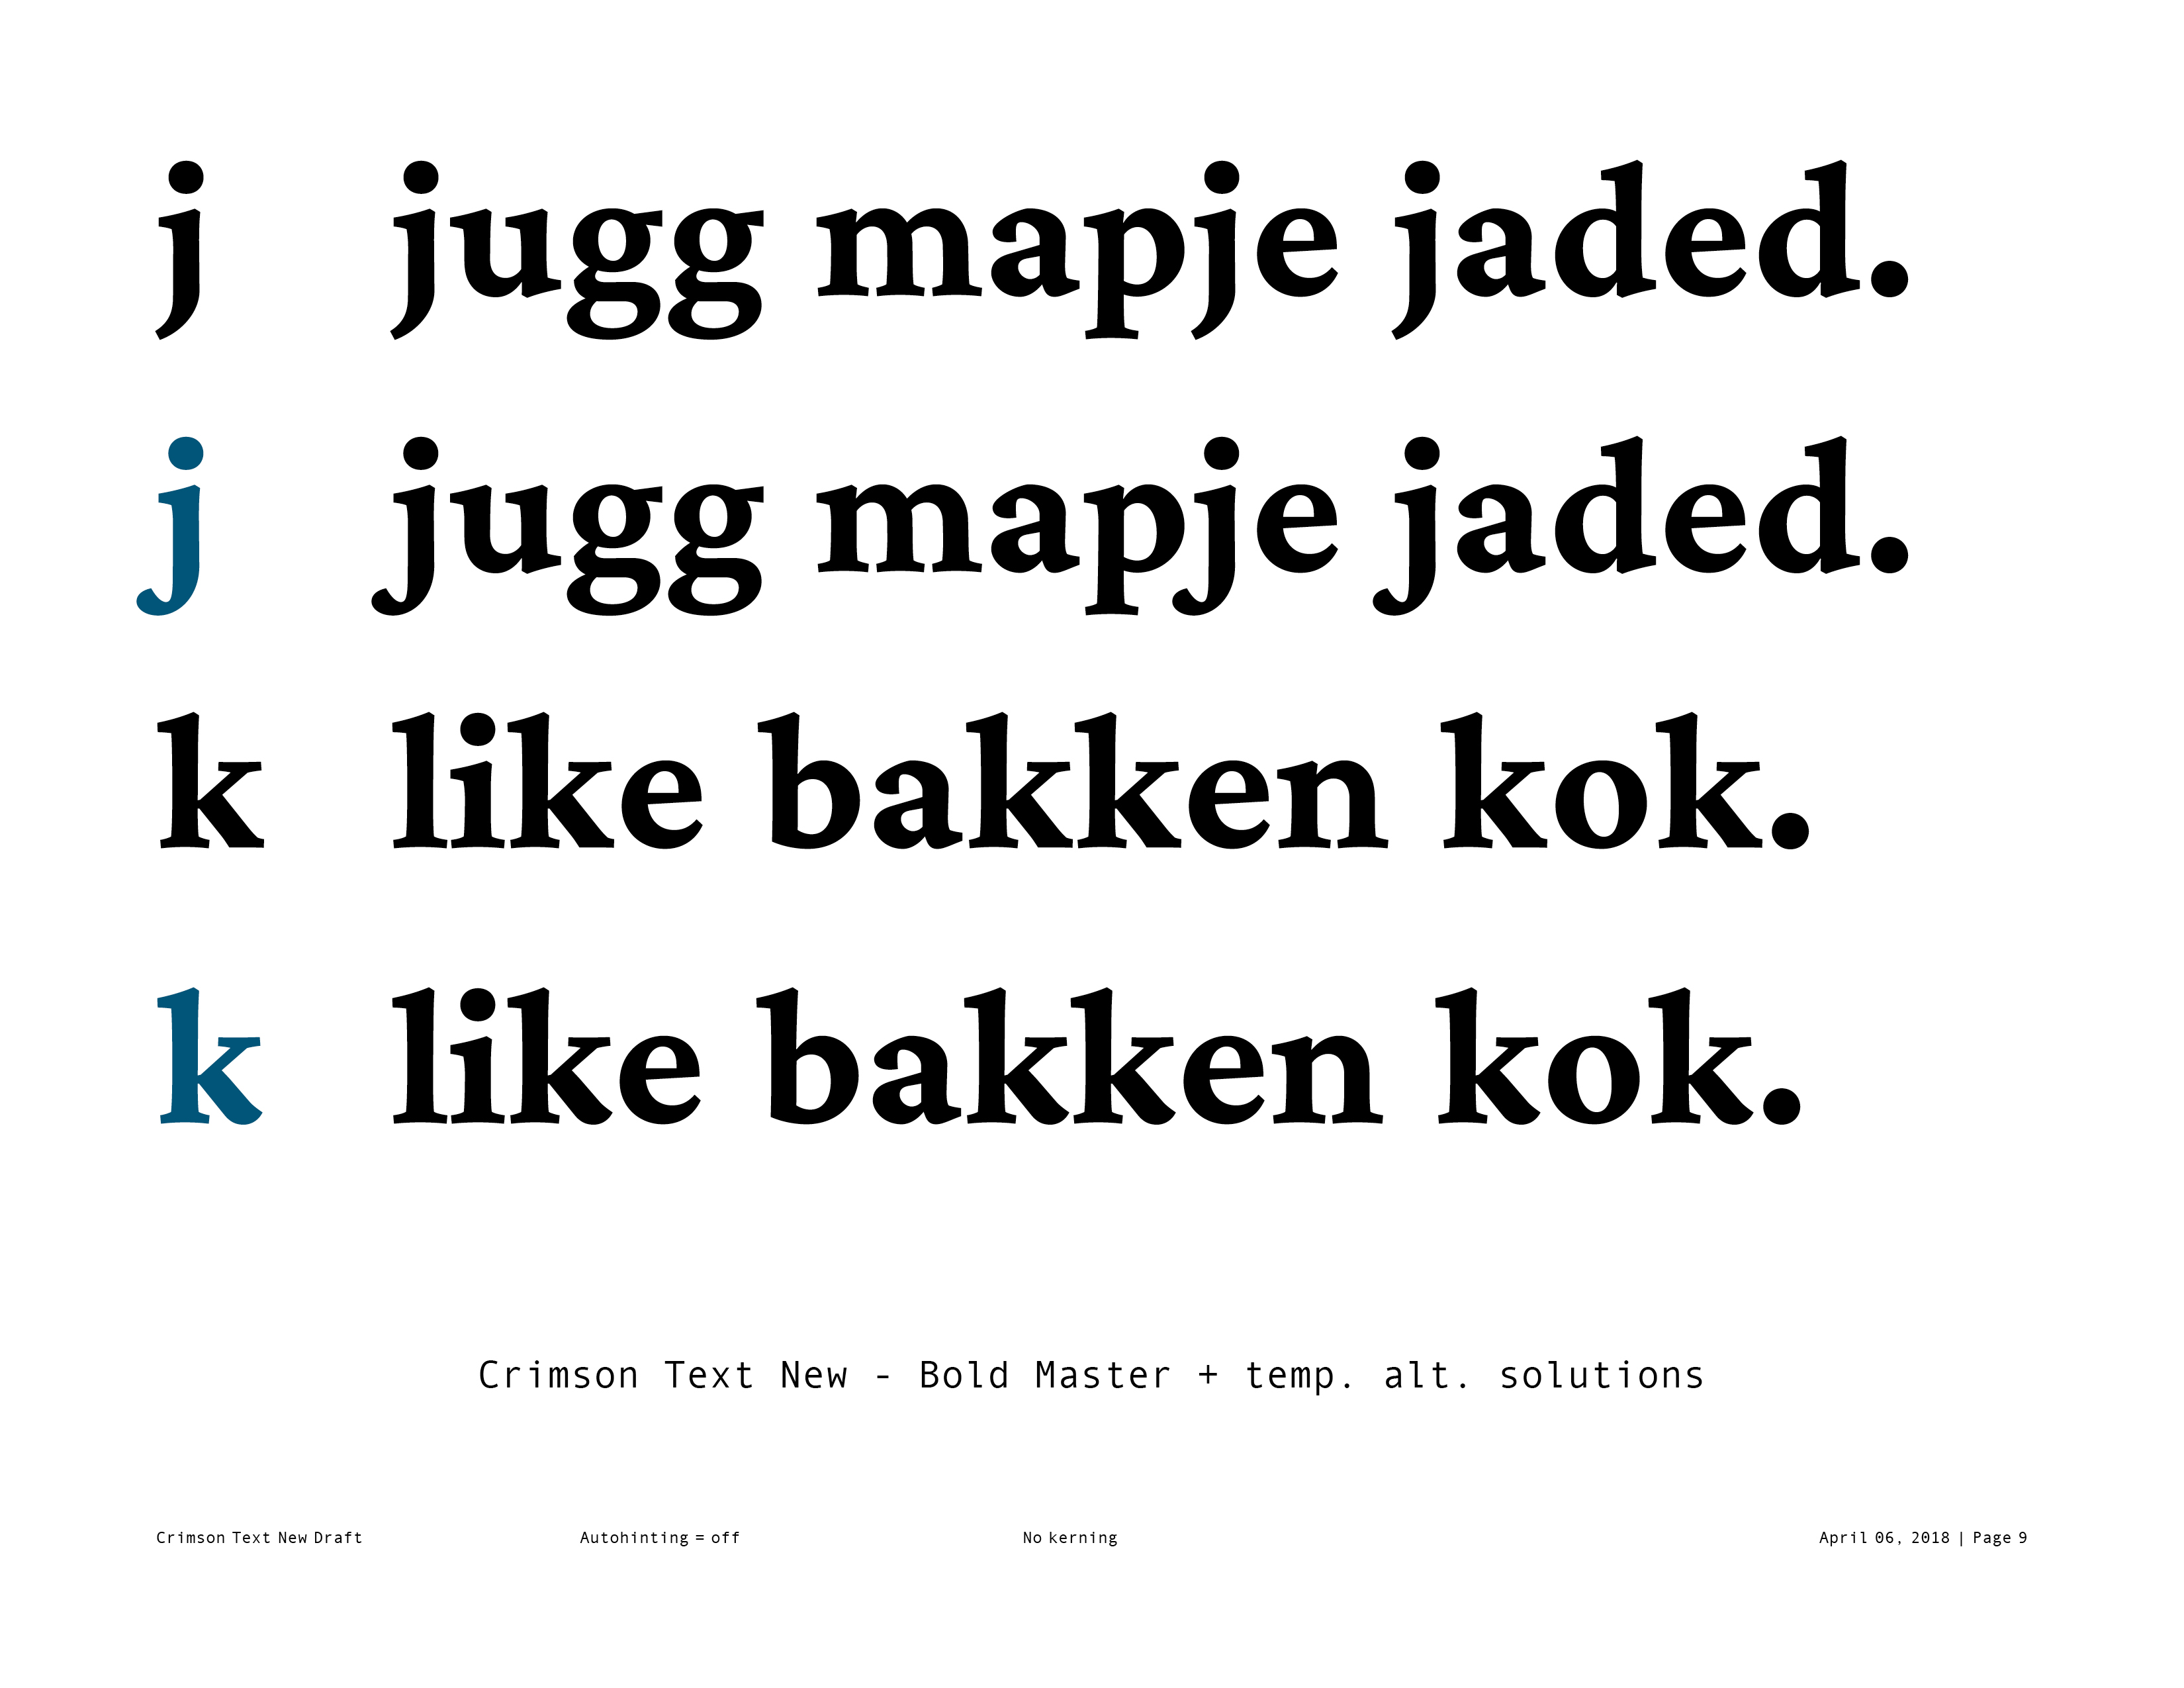 j jugg mapje jaded.
j jugg mapje jaded.
k like bakken kok.
k like bakken kok.
Crimson Text New - Bold Master + temp. alt. solutions
Crimson Text New Draft Autohinting = off No kerning April 06, 2018 | Page 9